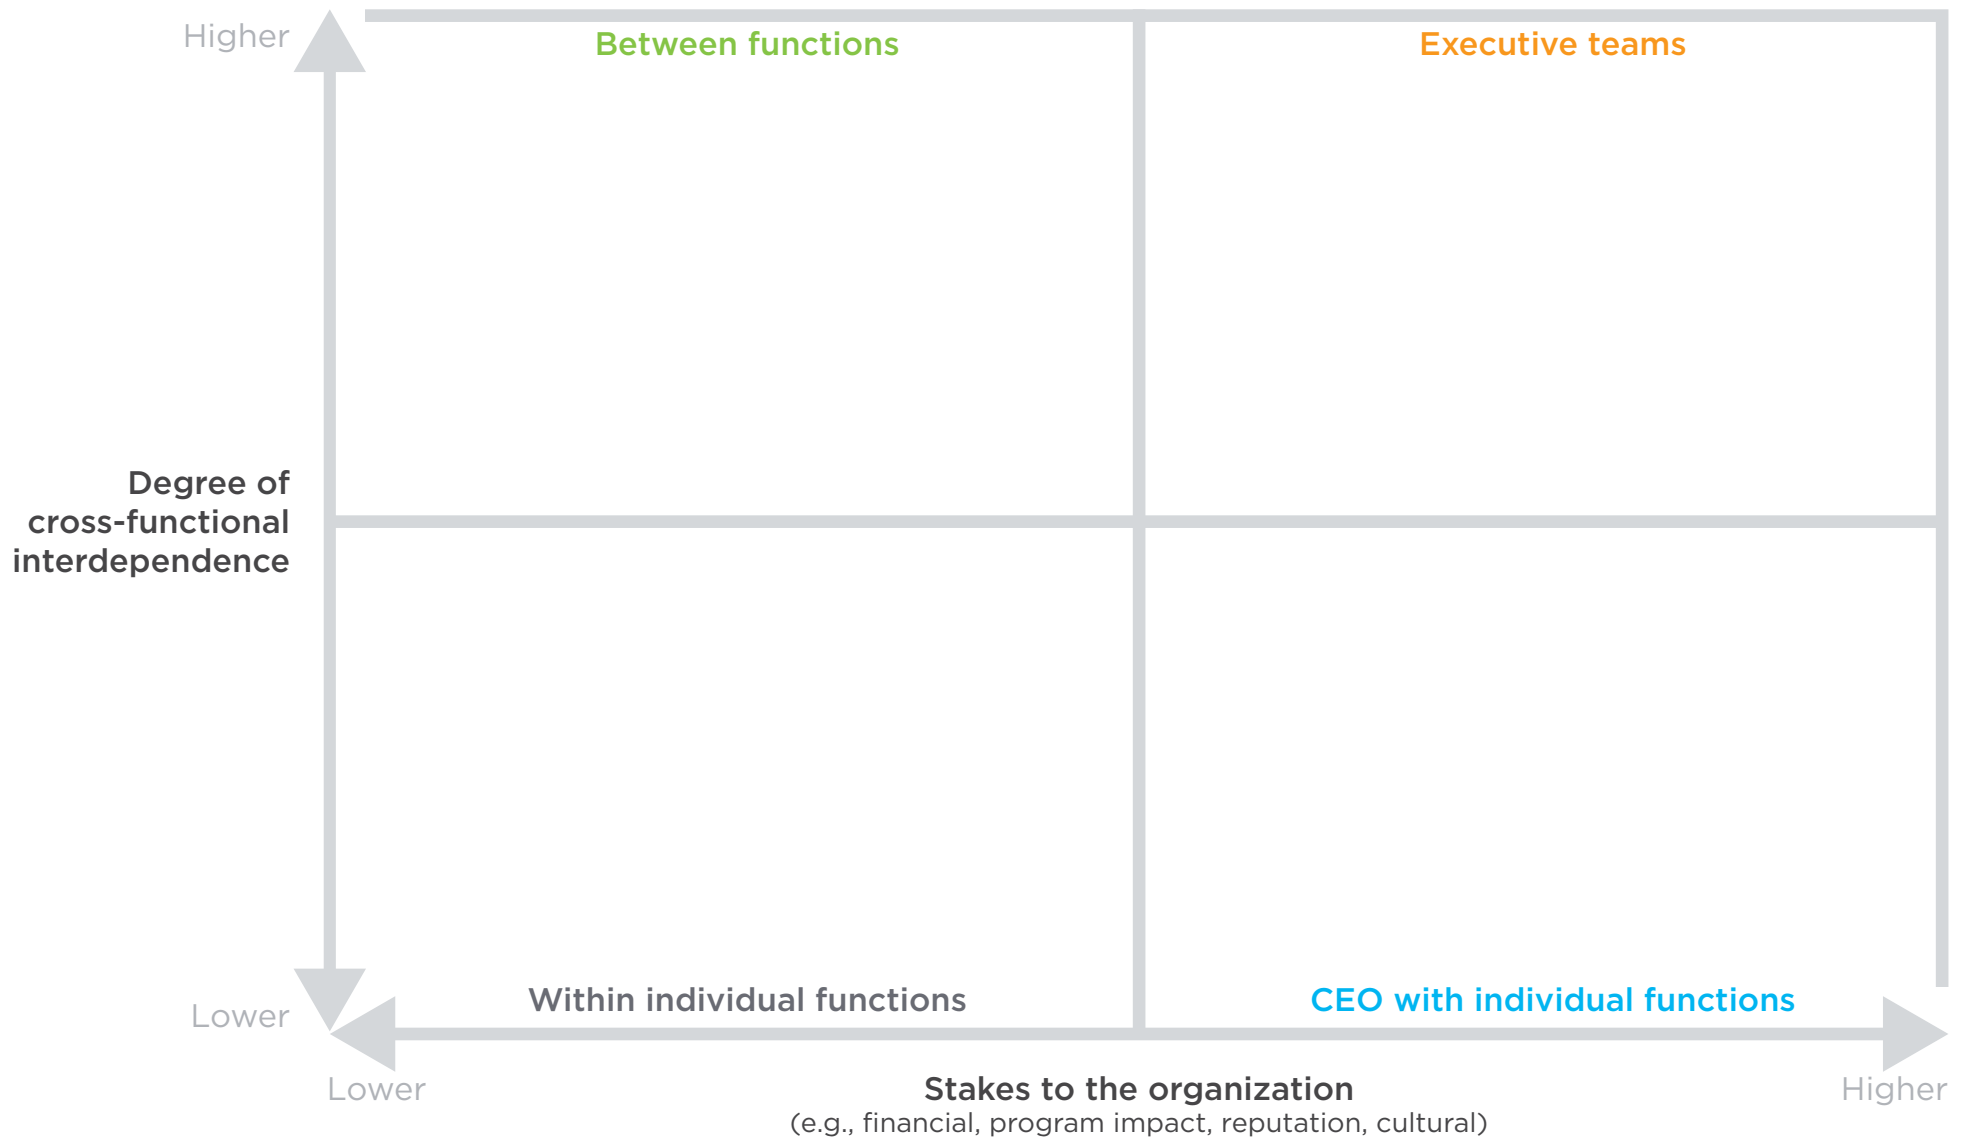 Higher
Between functions
Executive teams
Degree of
cross-functional
interdependence
Within individual functions
CEO with individual functions
Lower
Lower
Stakes to the organization
Higher
(e.g., financial, program impact, reputation, cultural)